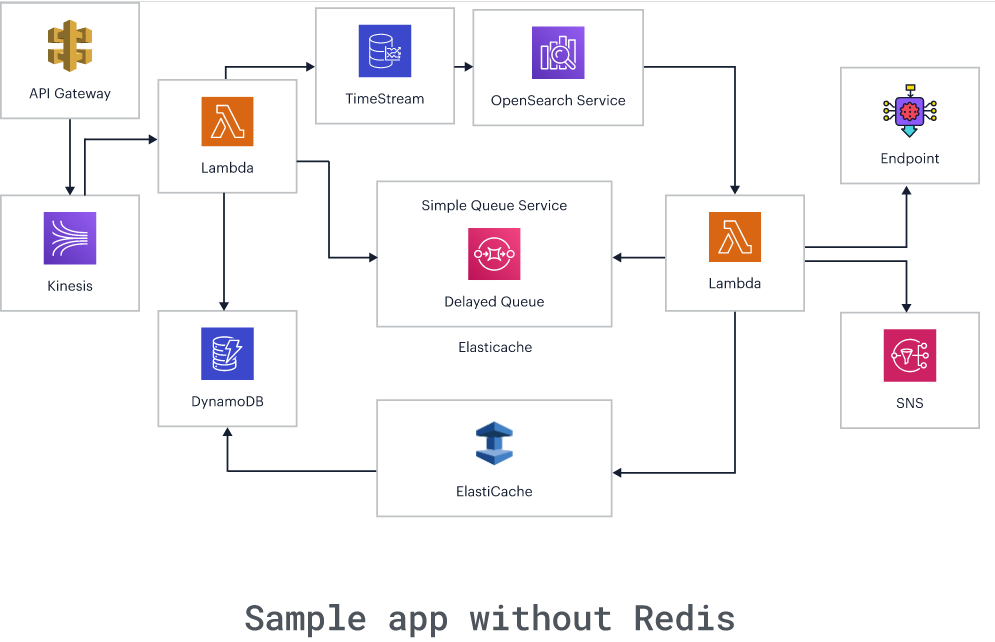 API Gateway
TimeStream
OpenSearch Service
Lambda
Endpoint
Simple Queue Service
Kinesis
Delayed Queue
Lambda
Elasticache
DynamoDB
SNS
ElastiCache
Sample app without Redis